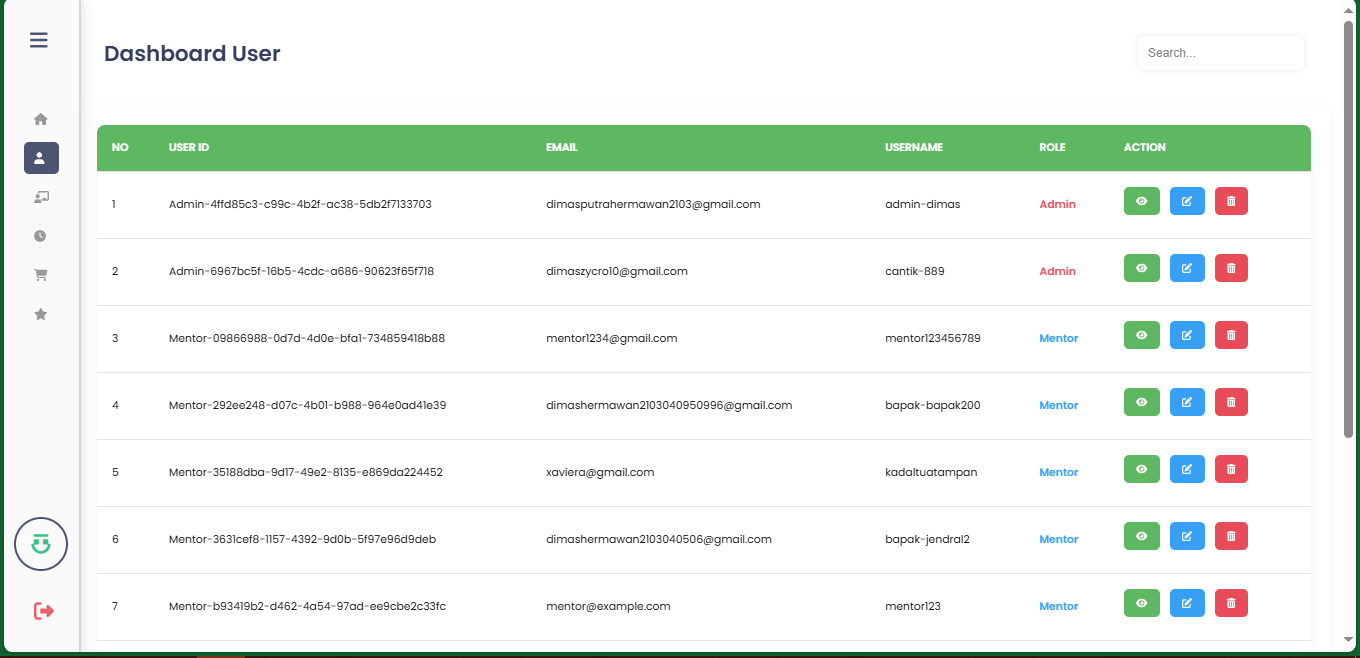 Dashboard User
Search...
NO USER ID EMAIL USERNAME ROLE ACTION
1 Admin-4ffd85c3-c99c-4b2f-ac38-5db2f7133703 dimasputrahermawan2103@gmail.com admin-dimas Admin
2 Admin-6967bc5f-16b5-4cdc-a686-90623f65f718 dimaszycro10@gmail.com cantik-889 Admin
3 Mentor-09866988-0d7d-4d0e-bfa1-734859418b88 mentor1234@gmail.com mentor123456789 Mentor
4 Mentor-292ee248-d07c-4b01-b988-964e0ad41e39 dimashermawan2103040950996@gmail.com bapak-bapak200 Mentor
5 Mentor-35188dba-9d17-49e2-8135-e869da224452 xaviera@gmail.com kadaltuatampan Mentor
6 Mentor-3631cef8-1157-4392-9d0b-5f97e96d9deb dimashermawan2103040506@gmail.com bapak-jendral2 Mentor
7 Mentor-b93419b2-d462-4a54-97ad-ee9cbe2c33fc mentor@example.com mentor123 Mentor